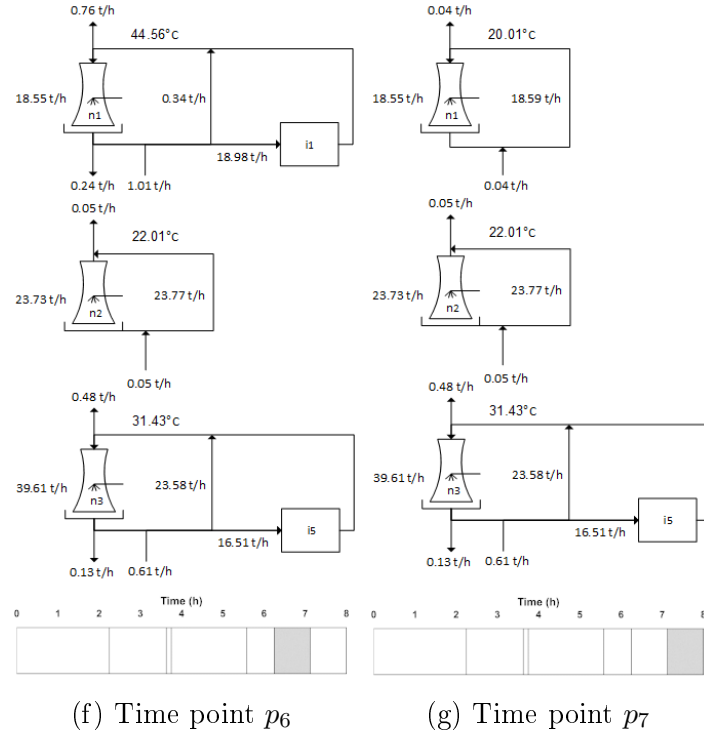 0.76 t/h
44.56°C
18.55 t/h
0.34 t/h
n1
i1
18.98 t/h
0.24 t/h
1.01 t/h
0.05 t/h
22.01°C
23.73 t/h
23.77 t/h
n2
0.05 t/h
0.48 t/h
31.43°C
39.61 t/h
23.58 t/h
n3
i5
16.51 t/h
0.13 t/h
0.61 t/h
Time (h)
0 1 2 3 4 5 6 7 8
(f) Time point p6
0.04 t/h
20.01°C
18.55 t/h
18.59 t/h
n1
0.04 t/h
0.05 t/h
22.01°C
23.73 t/h
23.77 t/h
n2
0.05 t/h
0.48 t/h
31.43°C
39.61 t/h
23.58 t/h
n3
i5
16.51 t/h
0.13 t/h
0.61 t/h
Time (h)
0 1 2 3 4 5 6 7 8
(g) Time point p7